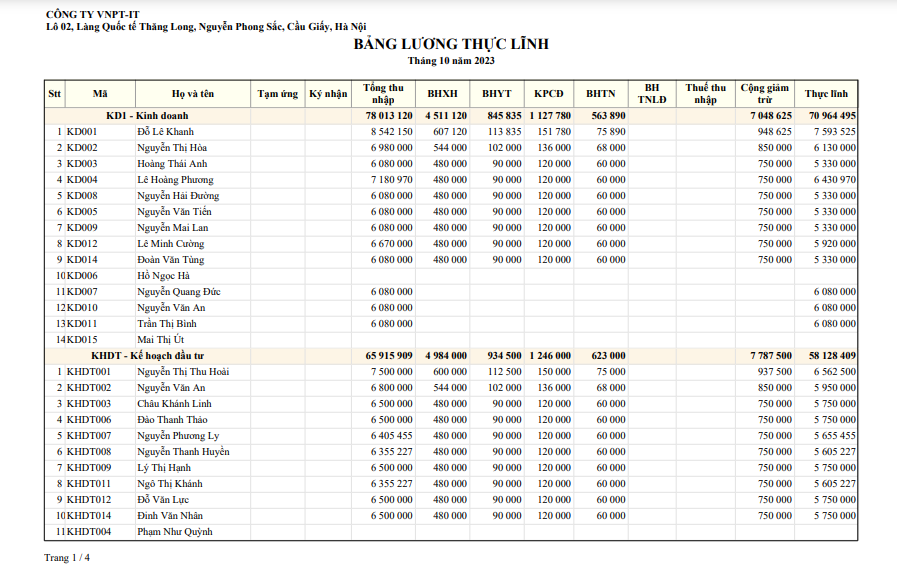 CÔNG TY VNPT-IT
Lô 02, Làng Quốc tế Thăng Long, Nguyễn Phong Sắc, Cầu Giấy, Hà Nội
BẢNG LƯƠNG THỰC LĨNH
Tháng 10 năm 2023
Stt Mã Họ và tên Tạm ứng Ký nhận Tổng thu nhập BHXH BHYT KPCĐ BHTN BH TNLĐ Thuế thu nhập Cộng giảm trừ Thực lĩnh
KD1 - Kinh doanh 78 013 120 4 511 120 845 835 1 127 780 563 890 7 048 625 70 964 495
1 KD001 Đỗ Lê Khanh 8 542 150 607 120 113 835 151 780 75 890 948 625 7 593 525
2 KD002 Nguyễn Thị Hòa 6 980 000 544 000 102 000 136 000 68 000 850 000 6 130 000
3 KD003 Hoàng Thái Anh 6 080 000 480 000 90 000 120 000 60 000 750 000 5 330 000
4 KD004 Lê Hoàng Phương 7 180 970 480 000 90 000 120 000 60 000 750 000 6 430 970
5 KD008 Nguyễn Hải Đường 6 080 000 480 000 90 000 120 000 60 000 750 000 5 330 000
6 KD005 Nguyễn Văn Tiến 6 080 000 480 000 90 000 120 000 60 000 750 000 5 330 000
7 KD009 Nguyễn Mai Lan 6 080 000 480 000 90 000 120 000 60 000 750 000 5 330 000
8 KD012 Lê Minh Cường 6 670 000 480 000 90 000 120 000 60 000 750 000 5 920 000
9 KD014 Đoàn Văn Tùng 6 080 000 480 000 90 000 120 000 60 000 750 000 5 330 000
10 KD006 Hồ Ngọc Hà
11 KD007 Nguyễn Quang Đức 6 080 000 6 080 000
12 KD010 Nguyễn Văn An 6 080 000 6 080 000
13 KD011 Trần Thị Bình 6 080 000 6 080 000
14 KD015 Mai Thị Út
KHDT - Kế hoạch đầu tư 65 915 909 4 984 000 934 500 1 246 000 623 000 7 787 500 58 128 409
1 KHDT001 Nguyễn Thị Thu Hoài 7 500 000 600 000 112 500 150 000 75 000 937 500 6 562 500
2 KHDT002 Nguyễn Văn An 6 800 000 544 000 102 000 136 000 68 000 850 000 5 950 000
3 KHDT003 Châu Khánh Linh 6 500 000 480 000 90 000 120 000 60 000 750 000 5 750 000
4 KHDT006 Đào Thanh Thảo 6 500 000 480 000 90 000 120 000 60 000 750 000 5 750 000
5 KHDT007 Nguyễn Phương Ly 6 405 455 480 000 90 000 120 000 60 000 750 000 5 655 455
6 KHDT008 Nguyễn Thanh Huyền 6 355 227 480 000 90 000 120 000 60 000 750 000 5 605 227
7 KHDT009 Lý Thị Hạnh 6 500 000 480 000 90 000 120 000 60 000 750 000 5 750 000
8 KHDT011 Ngô Thị Khánh 6 355 227 480 000 90 000 120 000 60 000 750 000 5 605 227
9 KHDT012 Đỗ Văn Lực 6 500 000 480 000 90 000 120 000 60 000 750 000 5 750 000
10 KHDT014 Đinh Văn Nhân 6 500 000 480 000 90 000 120 000 60 000 750 000 5 750 000
11 KHDT004 Phạm Như Quỳnh
Trang 1 / 4